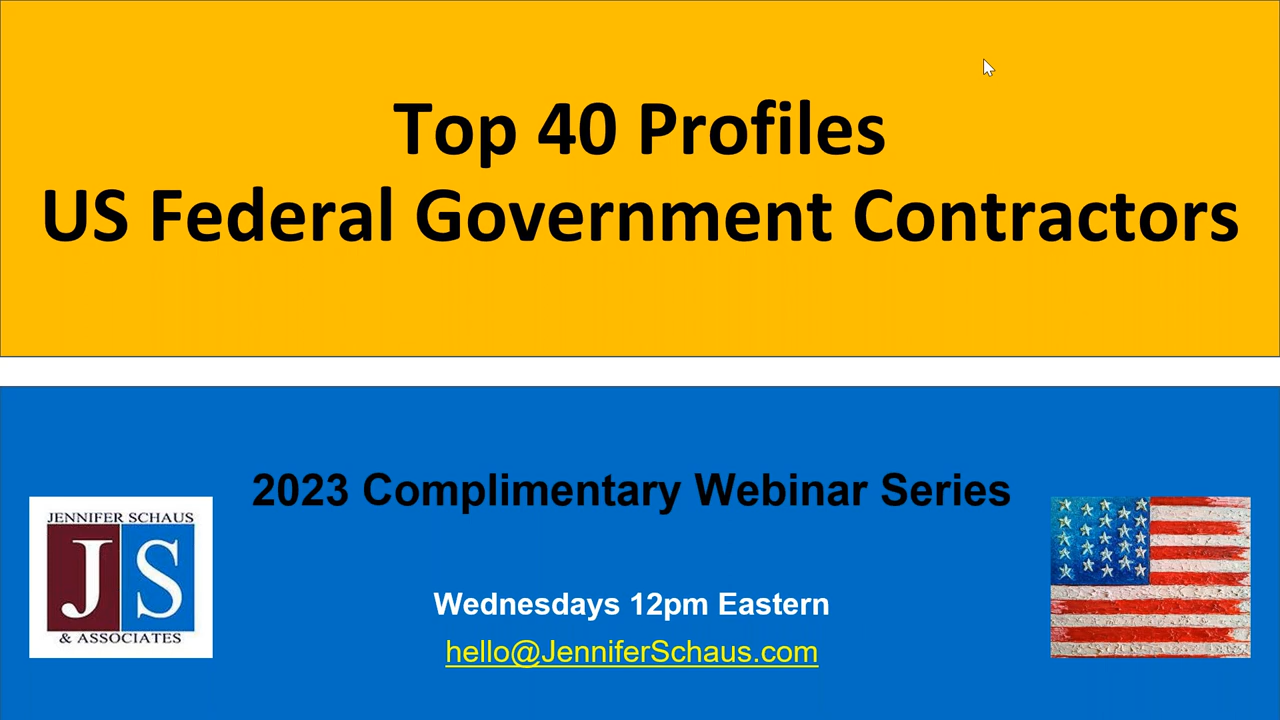 Top 40 Profiles
US Federal Government Contractors
2023 Complimentary Webinar Series
JENNIFER SCHAUS
JS
& ASSOCIATES
Wednesdays 12pm Eastern
hello@JenniferSchaus.com